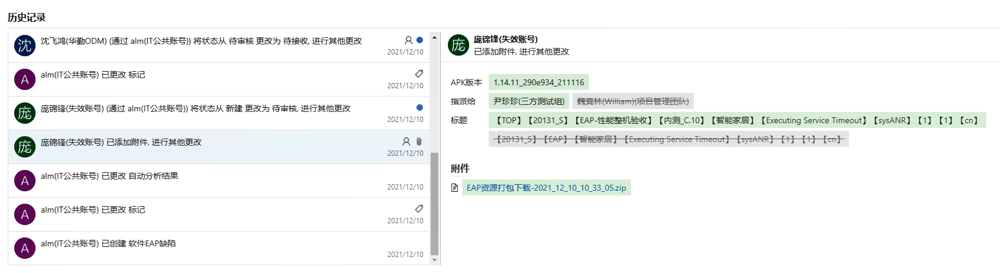 历史记录
沈
沈飞鸿(华勤ODM) (通过 alm(IT公共账号)) 将状态从 待审核 更改为 待接收, 进行其他更改
2021/12/10
A
alm(IT公共账号) 已更改 标记
2021/12/10
庞
庞锦锋(失效账号) (通过 alm(IT公共账号)) 将状态从 新建 更改为 待审核, 进行其他更改
2021/12/10
庞
庞锦锋(失效账号) 已添加附件, 进行其他更改
2021/12/10
A
alm(IT公共账号) 已更改 自动分析结果
2021/12/10
A
alm(IT公共账号) 已更改 标记
2021/12/10
A
alm(IT公共账号) 已创建 软件EAP缺陷
2021/12/10
庞
庞锦锋(失效账号)
已添加附件, 进行其他更改
APK版本 1.14.11_290e934_211116
指派给 尹珍珍(三方测试组) 魏竟林(William)(项目管理团队)
标题 【TOP】【20131_S】【EAP-性能整机验收】【内测_C.10】【智能家居】【Executing Service Timeout】【sysANR】【1】【1】【cn】
【20131_S】【EAP】【智能家居】【Executing Service Timeout】【sysANR】【1】【1】【cn】
附件
EAP资源打包下载-2021_12_10_10_33_05.zip